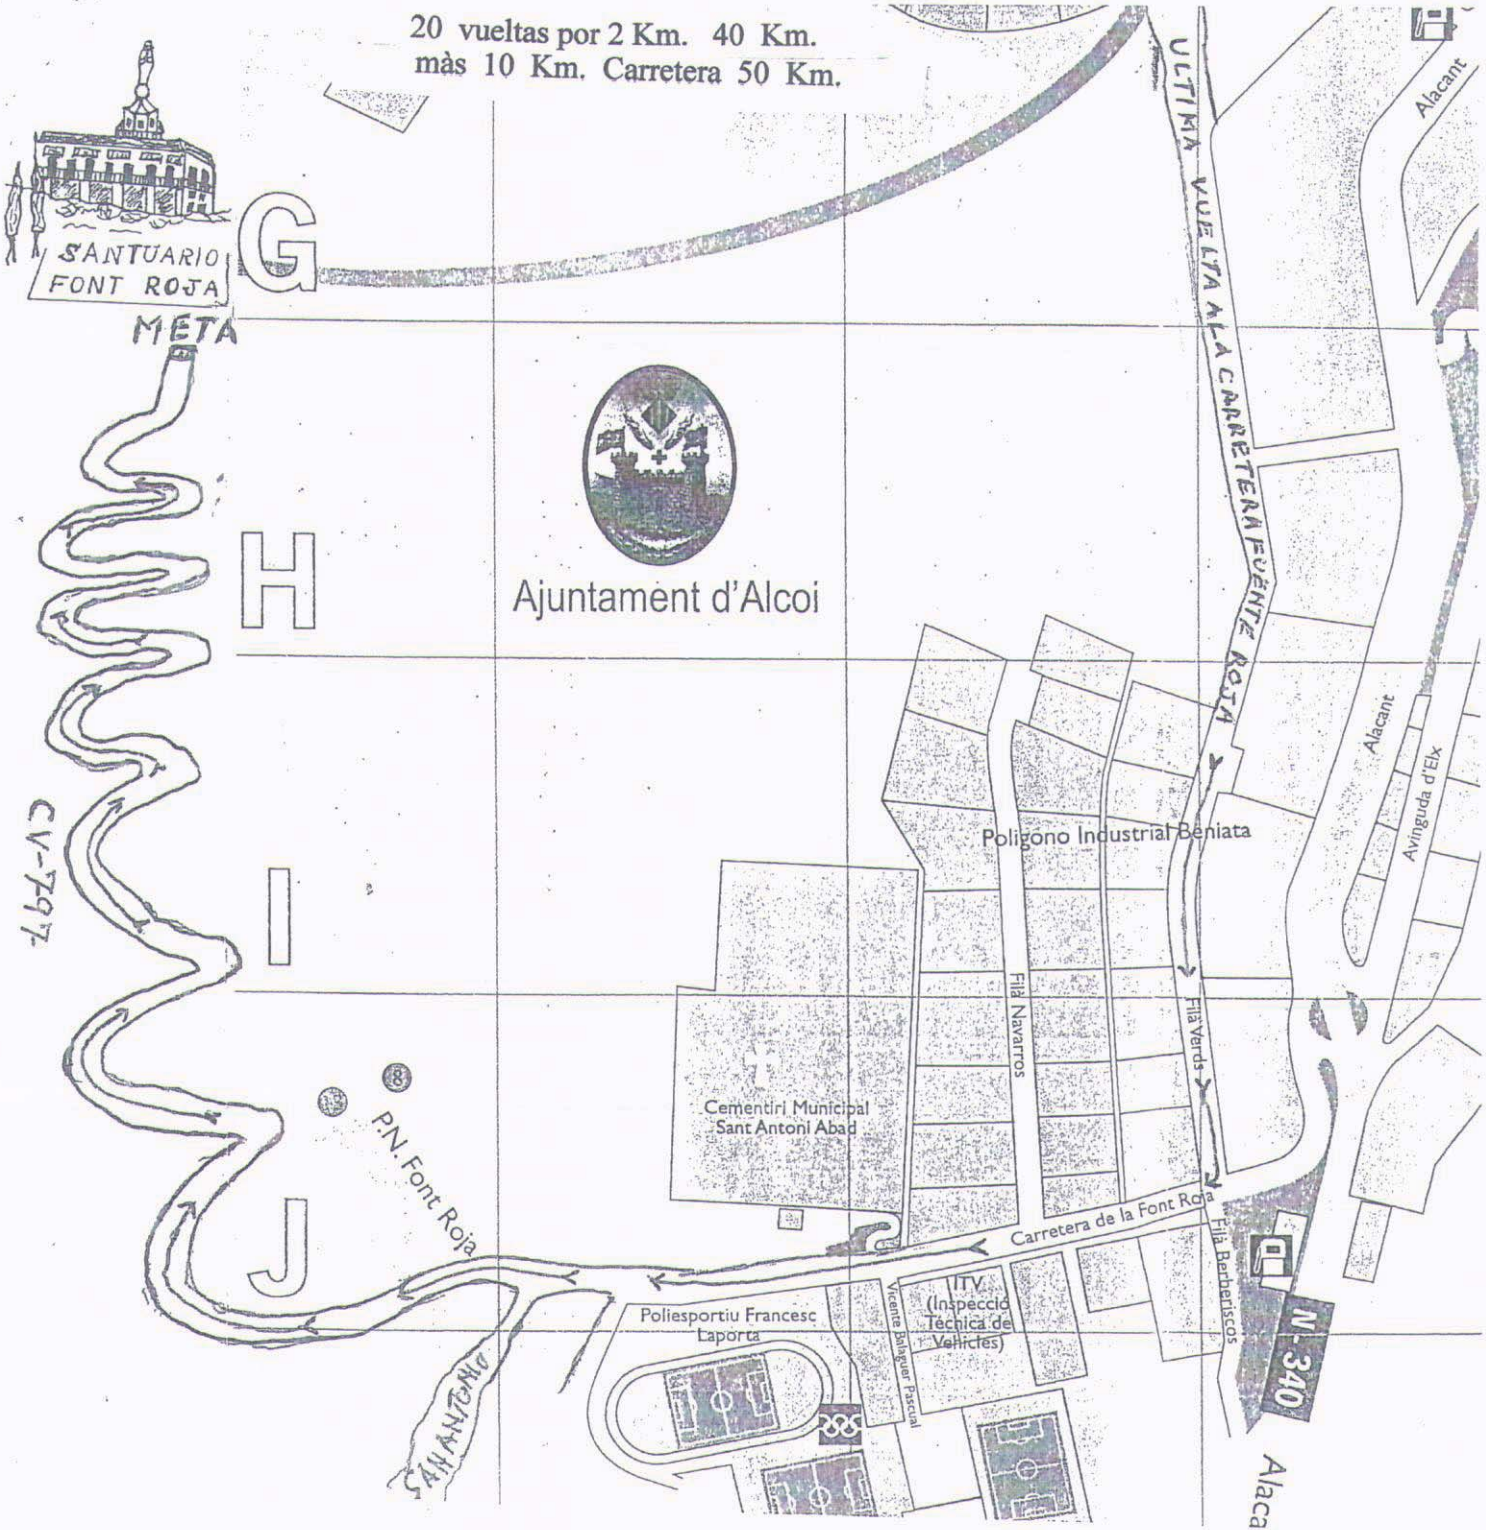 20 vueltas por 2 Km. 40 Km.
màs 10 Km. Carretera 50 Km.
SANTUARIO
FONT ROJA
META
G
H
I
J
CV-797
Ajuntament d'Alcoi
ULTIMA VUELTA A LA CARRETERA FUENTE ROJA
Alacant
Alacant
Avinguda d'Elx
Poligono Industrial Beniata
Filà Navarros
Filà Verds
Cementiri Municipal
Sant Antoni Abad
8
P.N. Font Roja
Carretera de la Font Roja
Filà Berberiscos
ITV
(Inspecció
Tècnica de
Vehicles)
Vicente Balaguer Pascual
Poliesportiu Francesc
Laporta
SAN ANTONIO
N-340
Alaca